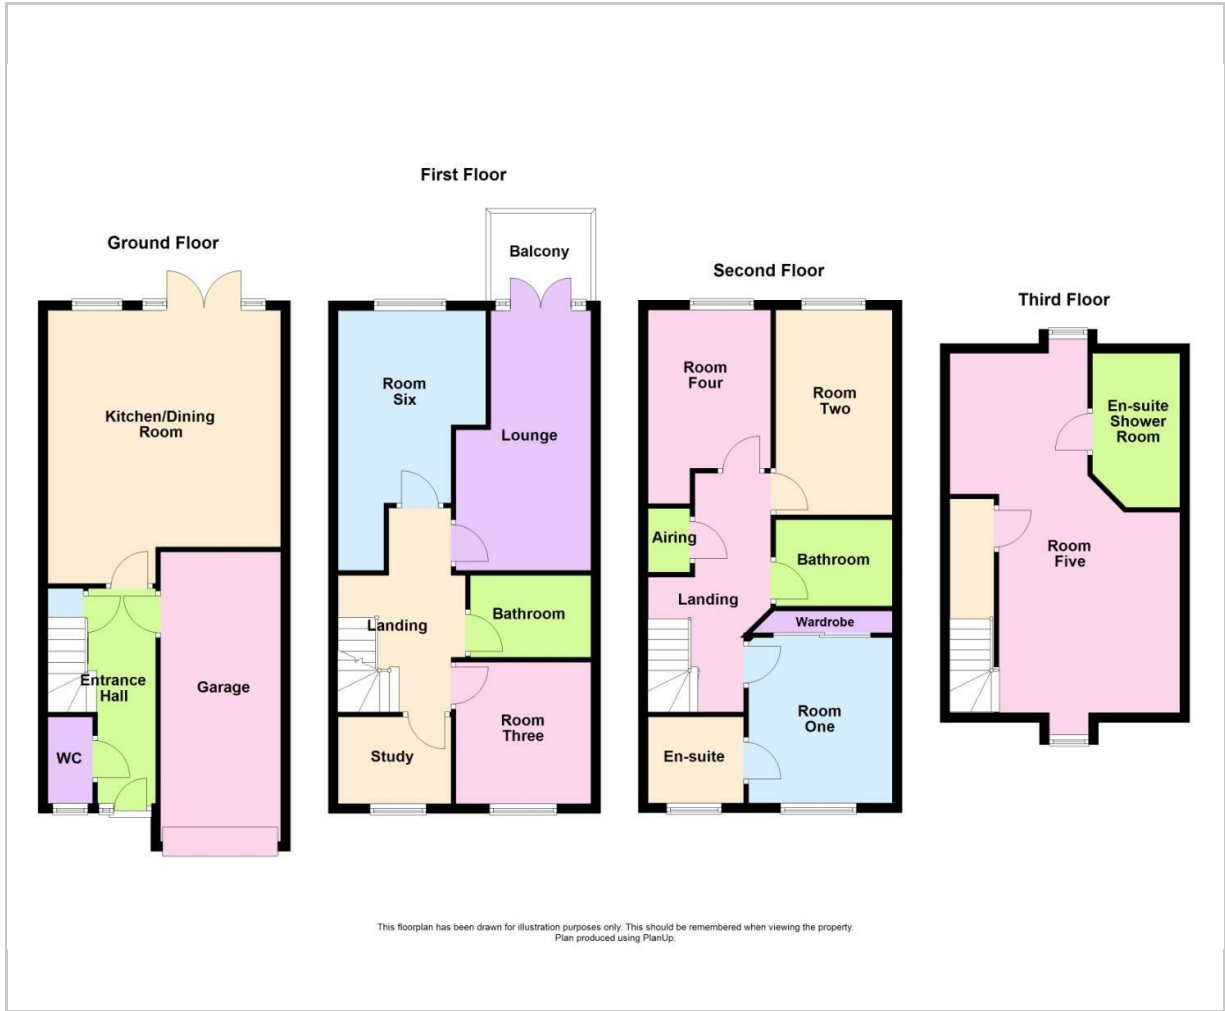 Ground Floor
Kitchen/Dining
Room
Entrance
Hall
Garage
WC
First Floor
Balcony
Room
Six
Lounge
Landing
Bathroom
Study
Room
Three
Second Floor
Room
Four
Room
Two
Airing
Bathroom
Landing
Wardrobe
Room
One
En-suite
Third Floor
En-suite
Shower
Room
Room
Five
This floorplan has been drawn for illustration purposes only. This should be remembered when viewing the property.
Plan produced using PlanUp.